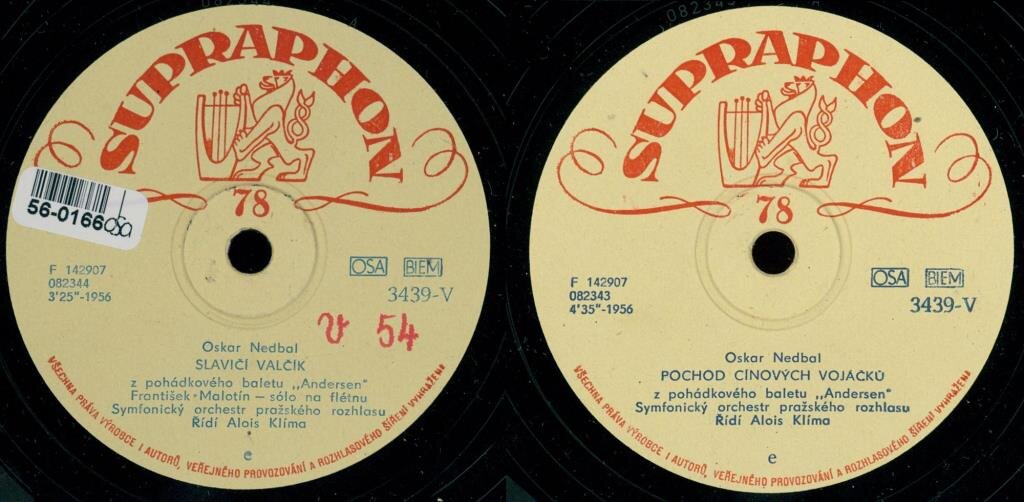 SUPRAPHON
78
56-0166
F 142907
082344
3'25"-1956
OSA BIEM
3439-V
V 54
Oskar Nedbal
SLAVIČÍ VALČÍK
z pohádkového baletu ,,Andersen"
František Malotín — sólo na flétnu
Symfonický orchestr pražského rozhlasu
Řídí Alois Klíma
e
VŠECHNA PRÁVA VÝROBCE I AUTORŮ, VEŘEJNÉHO PROVOZOVÁNÍ A ROZHLASOVÉHO ŠÍŘENÍ VYHRAŽENA
082343
SUPRAPHON
78
F 142907
082343
4'35"-1956
OSA BIEM
3439-V
Oskar Nedbal
POCHOD CÍNOVÝCH VOJÁČKŮ
z pohádkového baletu ,,Andersen"
Symfonický orchestr pražského rozhlasu
Řídí Alois Klíma
e
VŠECHNA PRÁVA VÝROBCE I AUTORŮ, VEŘEJNÉHO PROVOZOVÁNÍ A ROZHLASOVÉHO ŠÍŘENÍ VYHRAŽENA